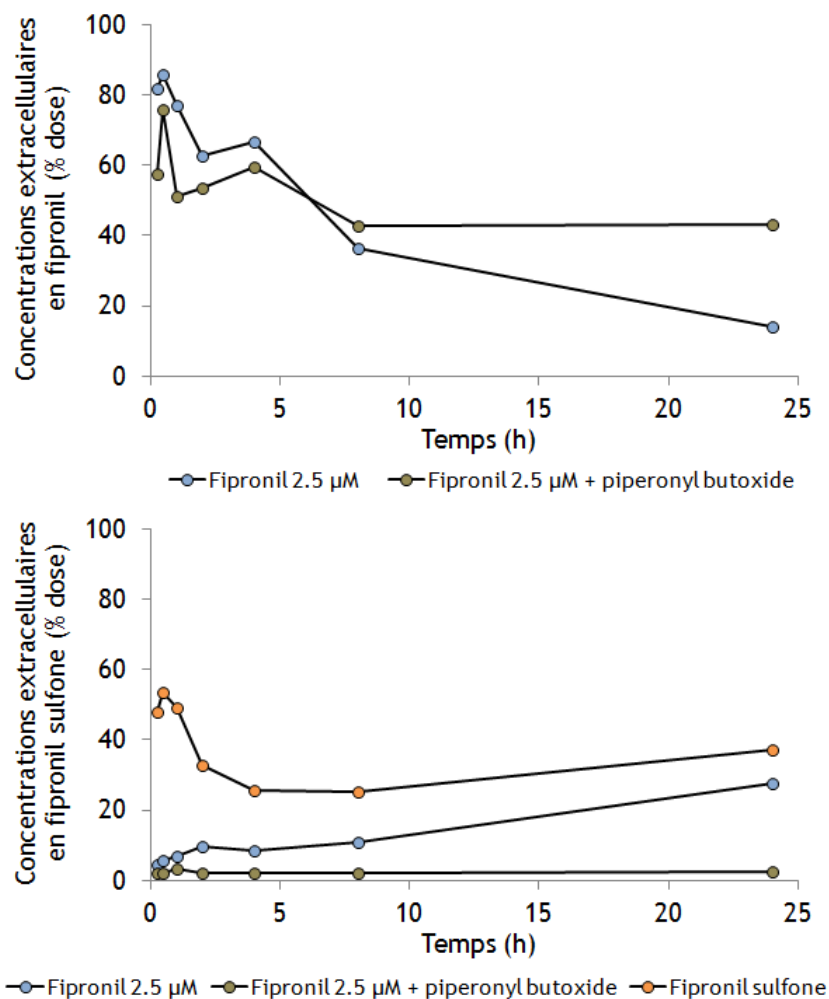 Concentrations extracellulaires
en fipronil (% dose)
100
80
60
40
20
0
0 5 10 15 20 25
Temps (h)
Fipronil 2.5 µM Fipronil 2.5 µM + piperonyl butoxide
Concentrations extracellulaires
en fipronil sulfone (% dose)
100
80
60
40
20
0
0 5 10 15 20 25
Temps (h)
Fipronil 2.5 µM Fipronil 2.5 µM + piperonyl butoxide Fipronil sulfone